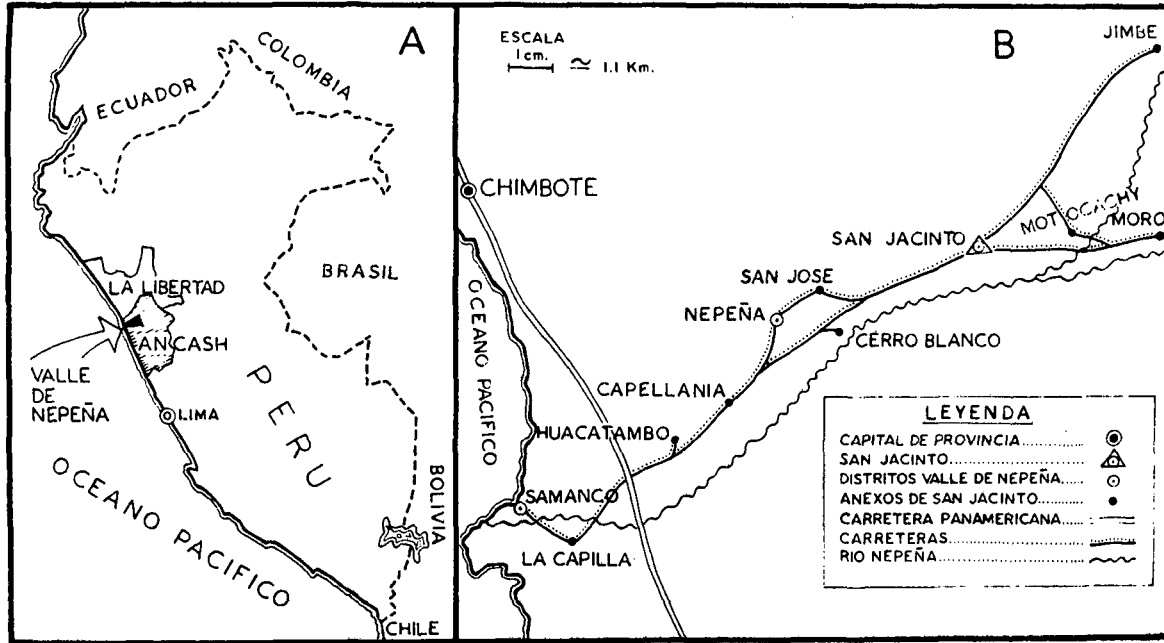 A
COLOMBIA
ECUADOR
BRASIL
LA LIBERTAD
ANCASH
VALLE
DE
NEPEÑA
LIMA
PERU
OCEANO PACIFICO
BOLIVIA
CHILE
B
ESCALA
1 cm. ≃ 1.1 Km.
JIMBE
CHIMBOTE
MOTOCACHY
MORO
SAN JACINTO
SAN JOSE
NEPEÑA
CERRO BLANCO
OCEANO PACIFICO
CAPELLANIA
HUACATAMBO
SAMANCO
LA CAPILLA
LEYENDA
CAPITAL DE PROVINCIA
SAN JACINTO
DISTRITOS VALLE DE NEPEÑA
ANEXOS DE SAN JACINTO
CARRETERA PANAMERICANA
CARRETERAS
RIO NEPEÑA